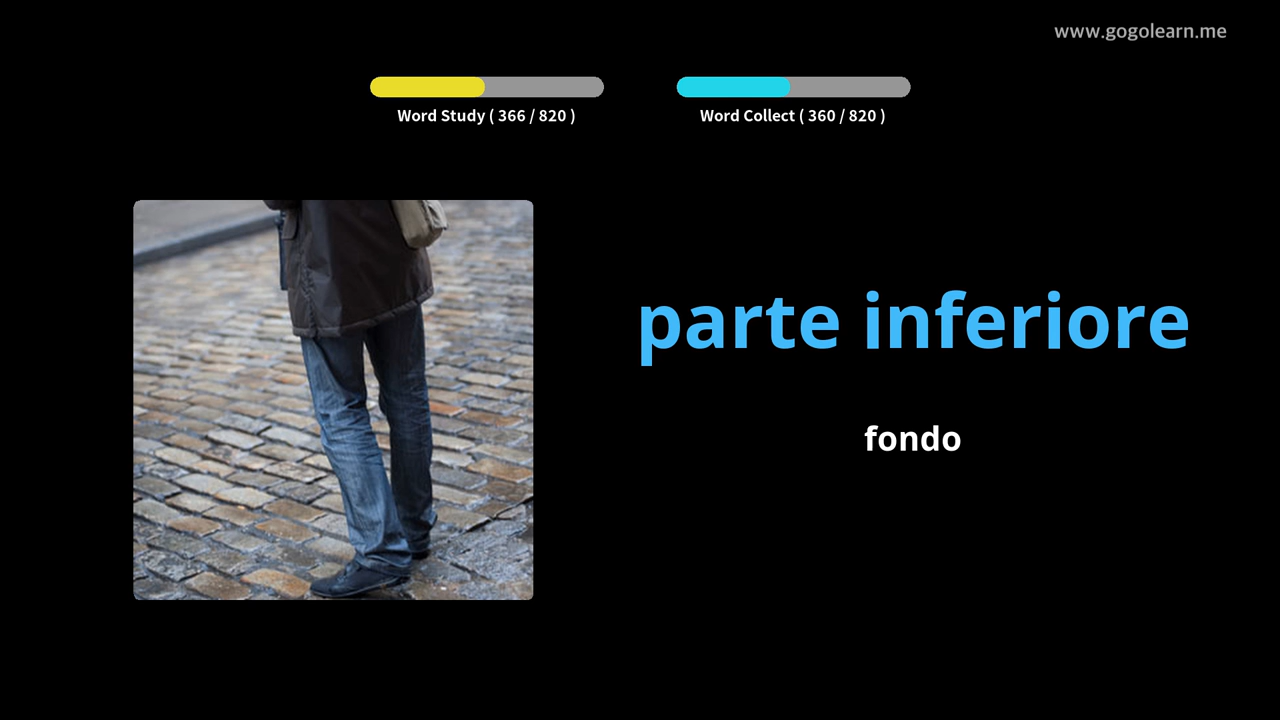 www.gogolearn.me
Word Study ( 366 / 820 )
Word Collect ( 360 / 820 )
parte inferiore
fondo